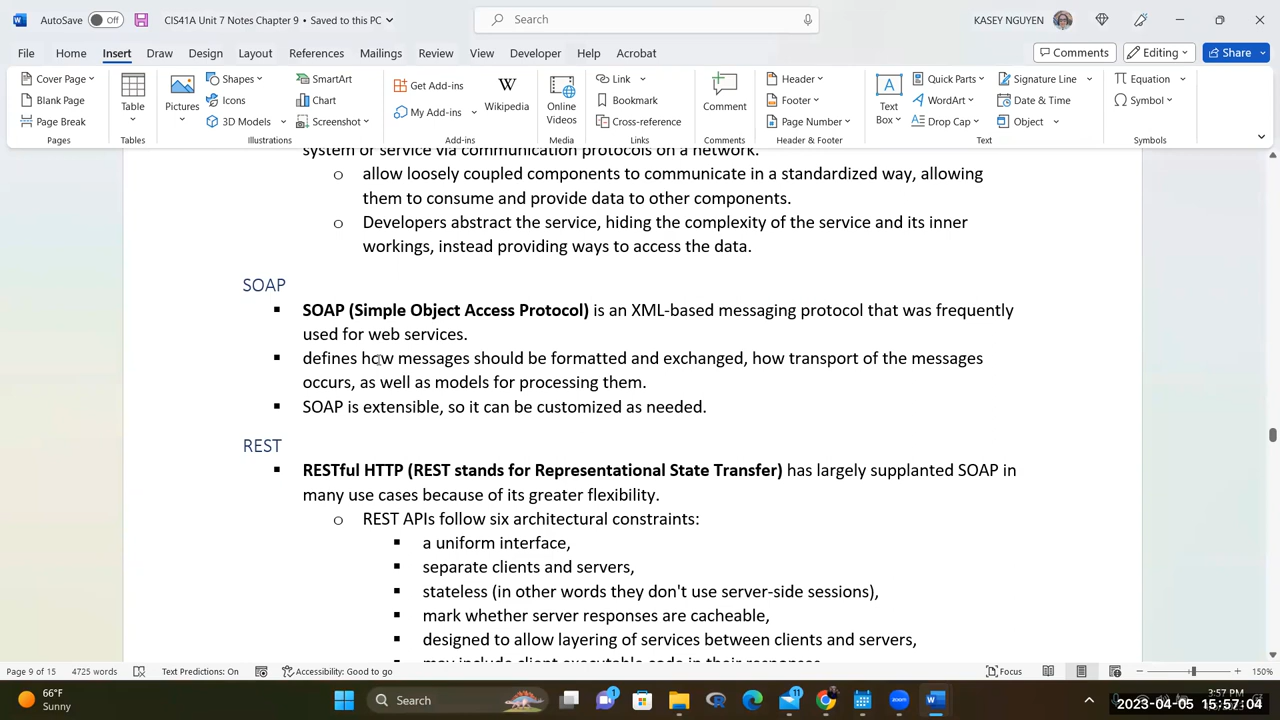 AutoSave Off CIS41A Unit 7 Notes Chapter 9 • Saved to this PC Search KASEY NGUYEN
File Home Insert Draw Design Layout References Mailings Review View Developer Help Acrobat Comments Editing Share
Cover Page
Blank Page
Page Break
Pages
Table
Tables
Pictures
Shapes
Icons
3D Models
SmartArt
Chart
Screenshot
Illustrations
Get Add-ins
My Add-ins
Wikipedia
Add-ins
Online
Videos
Media
Link
Bookmark
Cross-reference
Links
Comment
Comments
Header
Footer
Page Number
Header & Footer
Text
Box
Quick Parts
WordArt
Drop Cap
Signature Line
Date & Time
Object
Text
Equation
Symbol
Symbols
system or service via communication protocols on a network.
o allow loosely coupled components to communicate in a standardized way, allowing
them to consume and provide data to other components.
o Developers abstract the service, hiding the complexity of the service and its inner
workings, instead providing ways to access the data.
SOAP
▪ SOAP (Simple Object Access Protocol) is an XML-based messaging protocol that was frequently
used for web services.
▪ defines how messages should be formatted and exchanged, how transport of the messages
occurs, as well as models for processing them.
▪ SOAP is extensible, so it can be customized as needed.
REST
▪ RESTful HTTP (REST stands for Representational State Transfer) has largely supplanted SOAP in
many use cases because of its greater flexibility.
o REST APIs follow six architectural constraints:
▪ a uniform interface,
▪ separate clients and servers,
▪ stateless (in other words they don't use server-side sessions),
▪ mark whether server responses are cacheable,
▪ designed to allow layering of services between clients and servers,
▪ may include client executable code in their responses
Page 9 of 15 4725 words Text Predictions: On Accessibility: Good to go Focus 150%
66°F
Sunny
Search
1
11
3:57 PM
2023-04-05 15:57:04